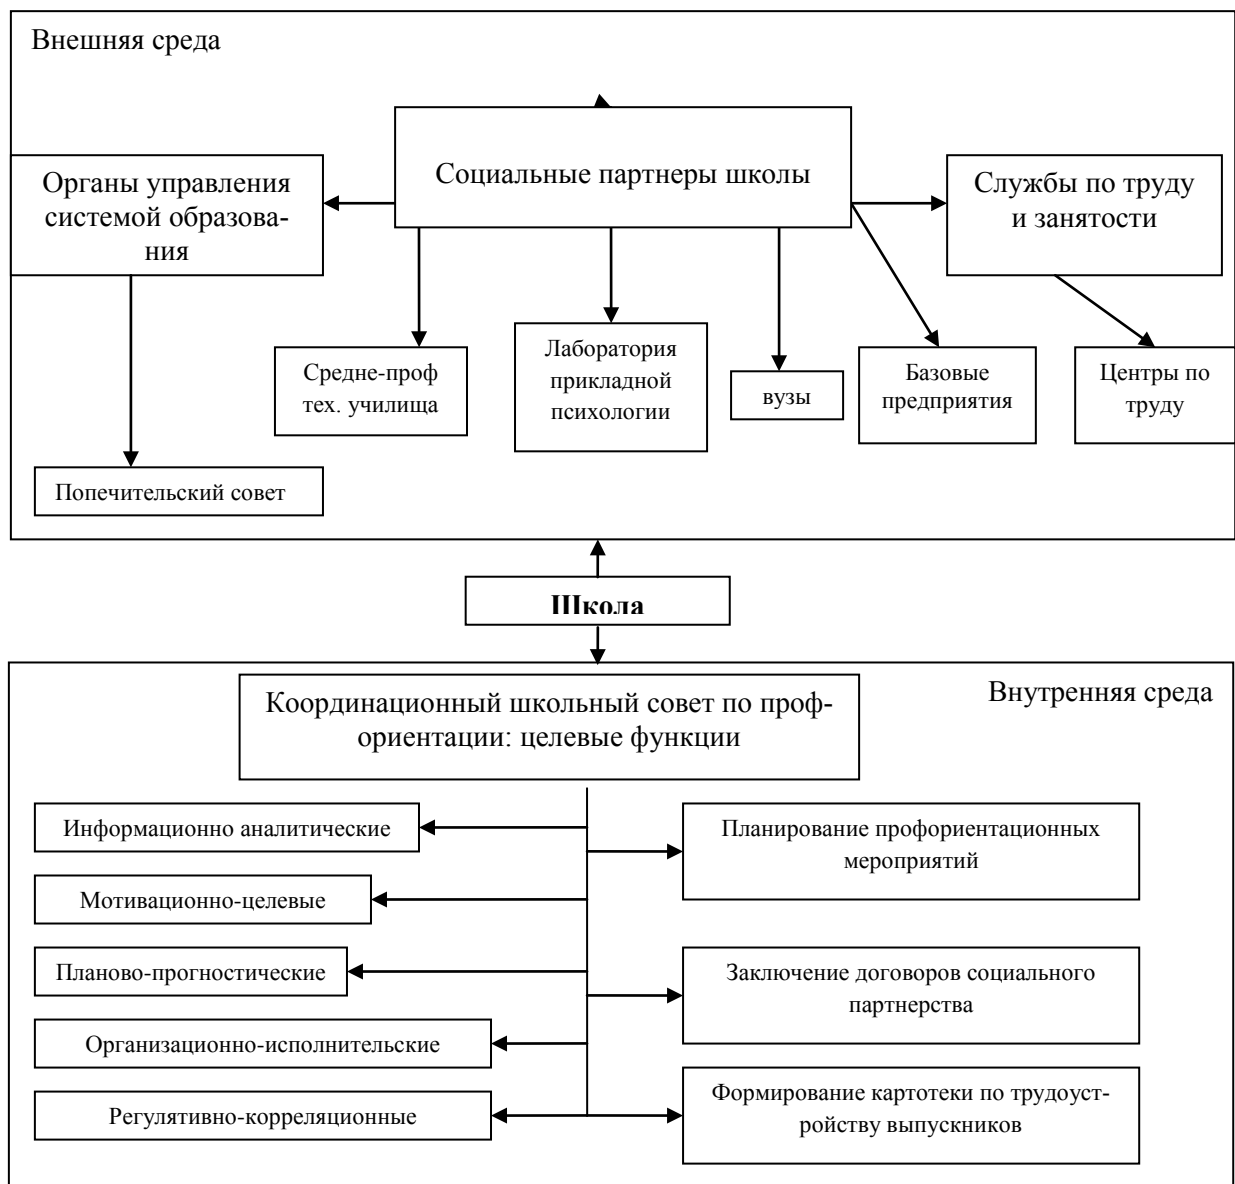 Внешняя среда
Социальные партнеры школы
Органы управления
системой образова-
ния
Службы по труду
и занятости
Средне-проф
тех. училища
Лаборатория
прикладной
психологии
вузы
Базовые
предприятия
Центры по
труду
Попечительский совет
Школа
Внутренняя среда
Координационный школьный совет по проф-
ориентации: целевые функции
Информационно аналитические
Планирование профориентационных
мероприятий
Мотивационно-целевые
Планово-прогностические
Заключение договоров социального
партнерства
Организационно-исполнительские
Формирование картотеки по трудоуст-
ройству выпускников
Регулятивно-корреляционные